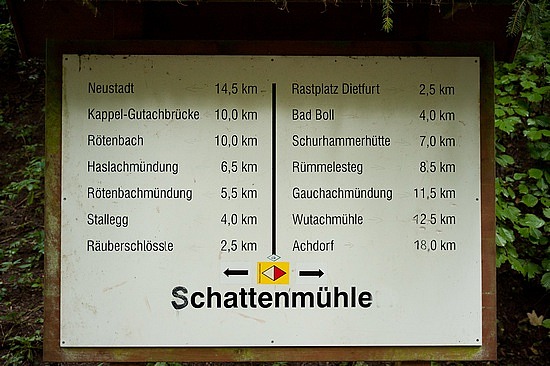 Neustadt 14,5 km
Kappel-Gutachbrücke 10,0 km
Rötenbach 10,0 km
Haslachmündung 6,5 km
Rötenbachmündung 5,5 km
Stallegg 4,0 km
Räuberschlössle 2,5 km
Rastplatz Dietfurt 2,5 km
Bad Boll 4,0 km
Schurhammerhütte 7,0 km
Rümmelesteg 8,5 km
Gauchachmündung 11,5 km
Wutachmühle 12,5 km
Achdorf 18,0 km
Schattenmühle